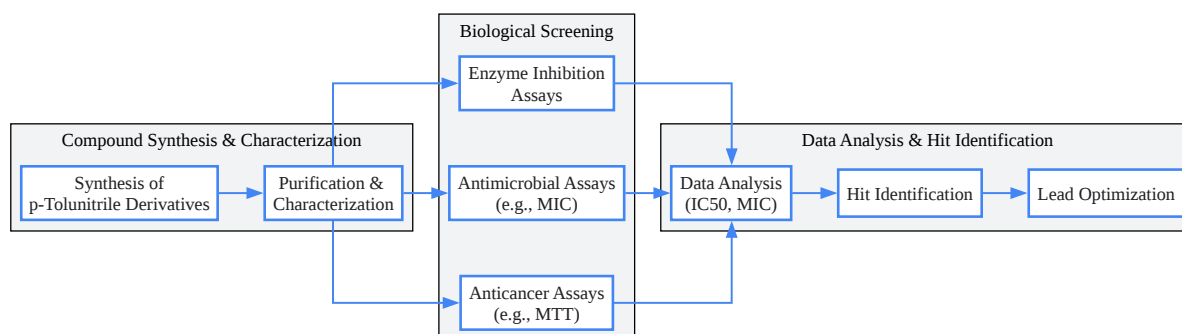 Biological Screening
Enzyme Inhibition
Assays
Compound Synthesis & Characterization
Data Analysis & Hit Identification
Synthesis of
p-Tolunitrile Derivatives
Purification &
Characterization
Antimicrobial Assays
(e.g., MIC)
Data Analysis
(IC50, MIC)
Hit Identification
Lead Optimization
Anticancer Assays
(e.g., MTT)